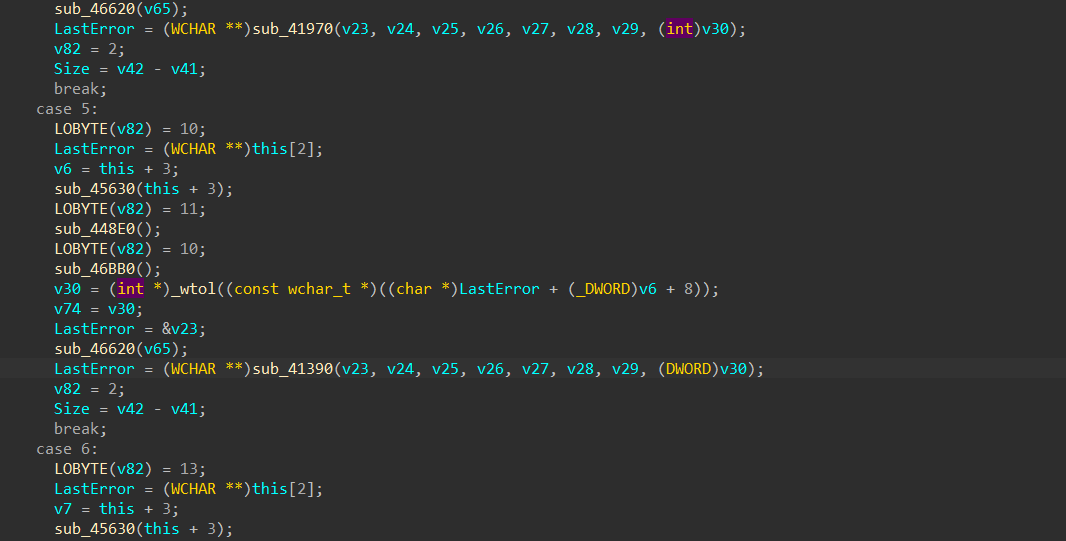 sub_46620(v65);
LastError = (WCHAR **)sub_41970(v23, v24, v25, v26, v27, v28, v29, (int)v30);
v82 = 2;
Size = v42 - v41;
break;
case 5:
LOBYTE(v82) = 10;
LastError = (WCHAR **)this[2];
v6 = this + 3;
sub_45630(this + 3);
LOBYTE(v82) = 11;
sub_448E0();
LOBYTE(v82) = 10;
sub_46BB0();
v30 = (int *)_wtol((const wchar_t *)((char *)LastError + (_DWORD)v6 + 8));
v74 = v30;
LastError = &v23;
sub_46620(v65);
LastError = (WCHAR **)sub_41390(v23, v24, v25, v26, v27, v28, v29, (DWORD)v30);
v82 = 2;
Size = v42 - v41;
break;
case 6:
LOBYTE(v82) = 13;
LastError = (WCHAR **)this[2];
v7 = this + 3;
sub_45630(this + 3);